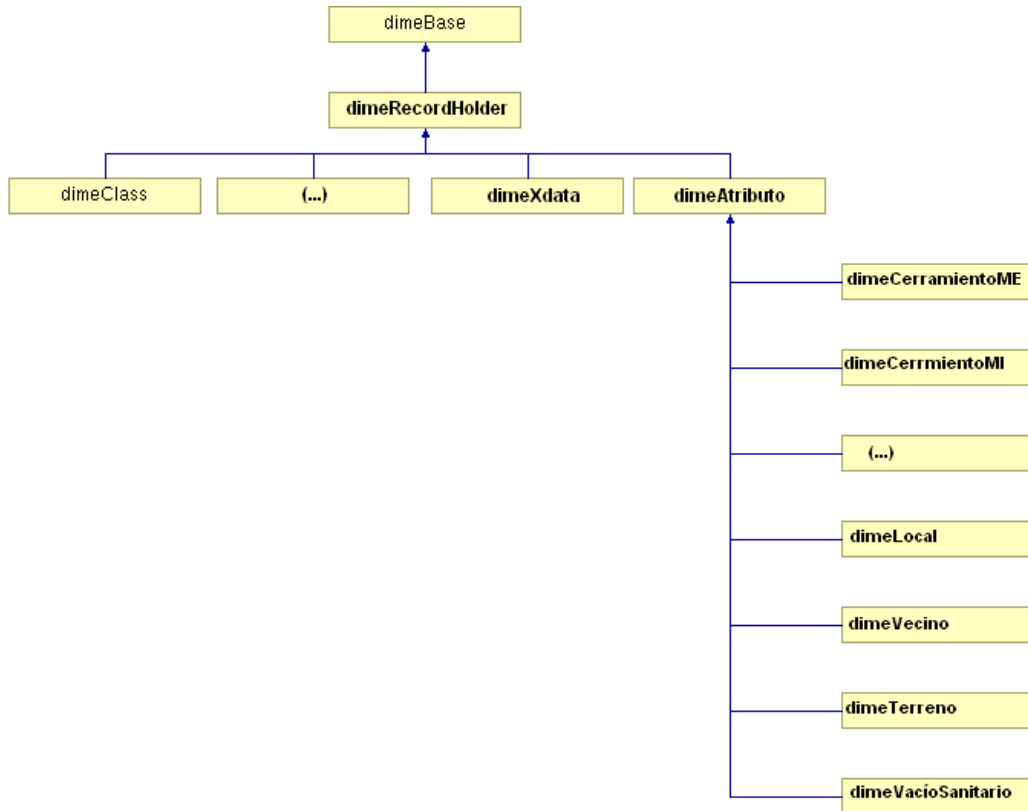 dimeBase
dimeRecordHolder
dimeClass
(...)
dimeXdata
dimeAtributo
dimeCerramientoME
dimeCerrmientoMI
(...)
dimeLocal
dimeVecino
dimeTerreno
dimeVacíoSanitario